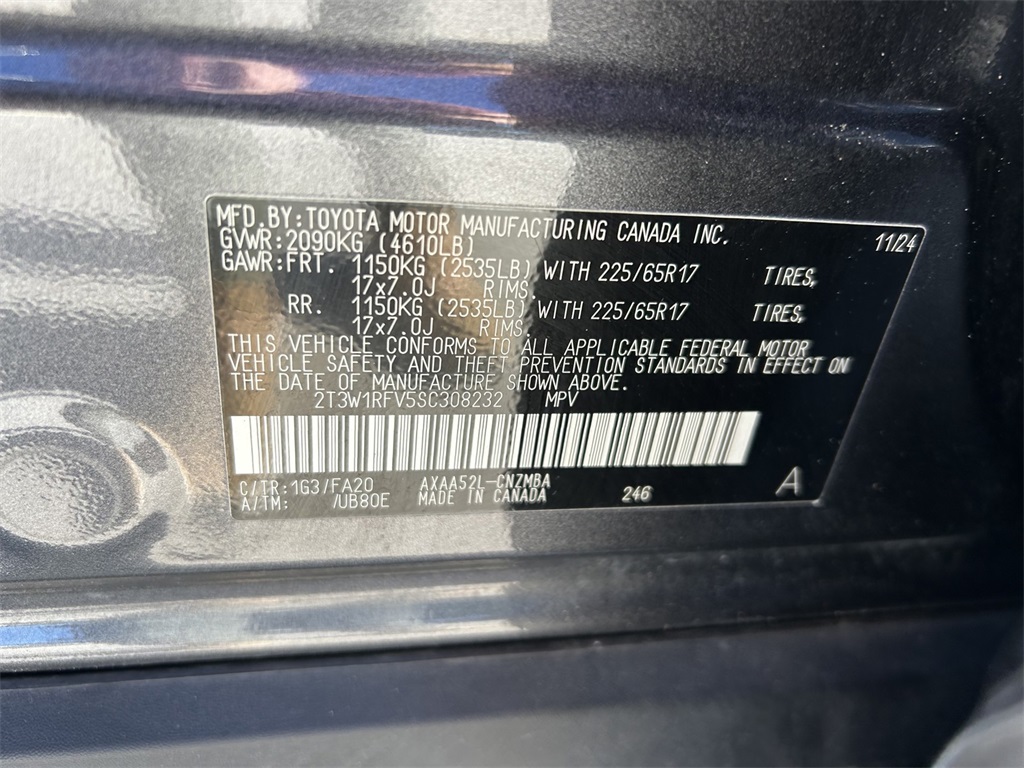 MFD.BY:TOYOTA MOTOR MANUFACTURING CANADA INC. 11/24
GVWR:2090KG (4610LB)
GAWR:FRT. 1150KG (2535LB) WITH 225/65R17 TIRES,
17x7.0J RIMS,
RR. 1150KG (2535LB) WITH 225/65R17 TIRES,
17x7.0J RIMS,
THIS VEHICLE CONFORMS TO ALL APPLICABLE FEDERAL MOTOR
VEHICLE SAFETY AND THEFT PREVENTION STANDARDS IN EFFECT ON
THE DATE OF MANUFACTURE SHOWN ABOVE.
2T3W1RFV5SC308232 MPV
C/TR:1G3/FA20 AXAA52L-CNZMBA
A/TM: /UB80E MADE IN CANADA 246 A